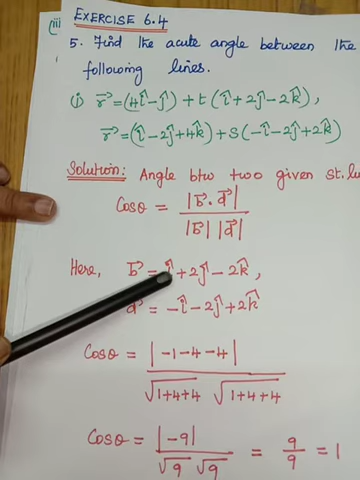 (iii)
EXERCISE 6.4
5. Find the acute angle between the
following lines.
(i) r⃗ = (4î - ĵ) + t(î + 2ĵ - 2k̂),
r⃗ = (î - 2ĵ + 4k̂) + s(-î - 2ĵ + 2k̂)
Solution: Angle btw two given st.
Cosθ = |b⃗ . d⃗| / |b⃗| |d⃗|
Here, b⃗ = î + 2ĵ - 2k̂,
d⃗ = -î - 2ĵ + 2k̂
Cosθ = |-1-4-4| / √1+4+4 √1+4+4
Cosθ = |-9| / √9 √9 = 9/9 = 1